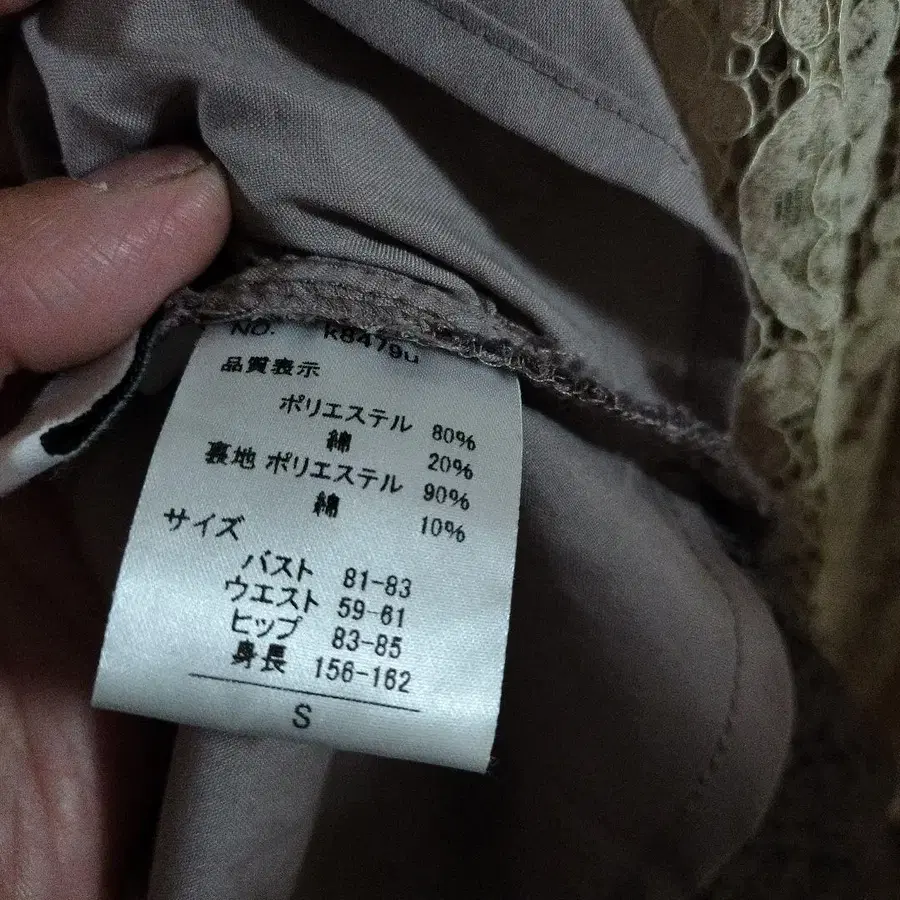 NO. k8479u
品質表示
ポリエステル 80%
綿 20%
裏地 ポリエステル 90%
綿 10%
サイズ
バスト 81-83
ウエスト 59-61
ヒップ 83-85
身長 156-162
S